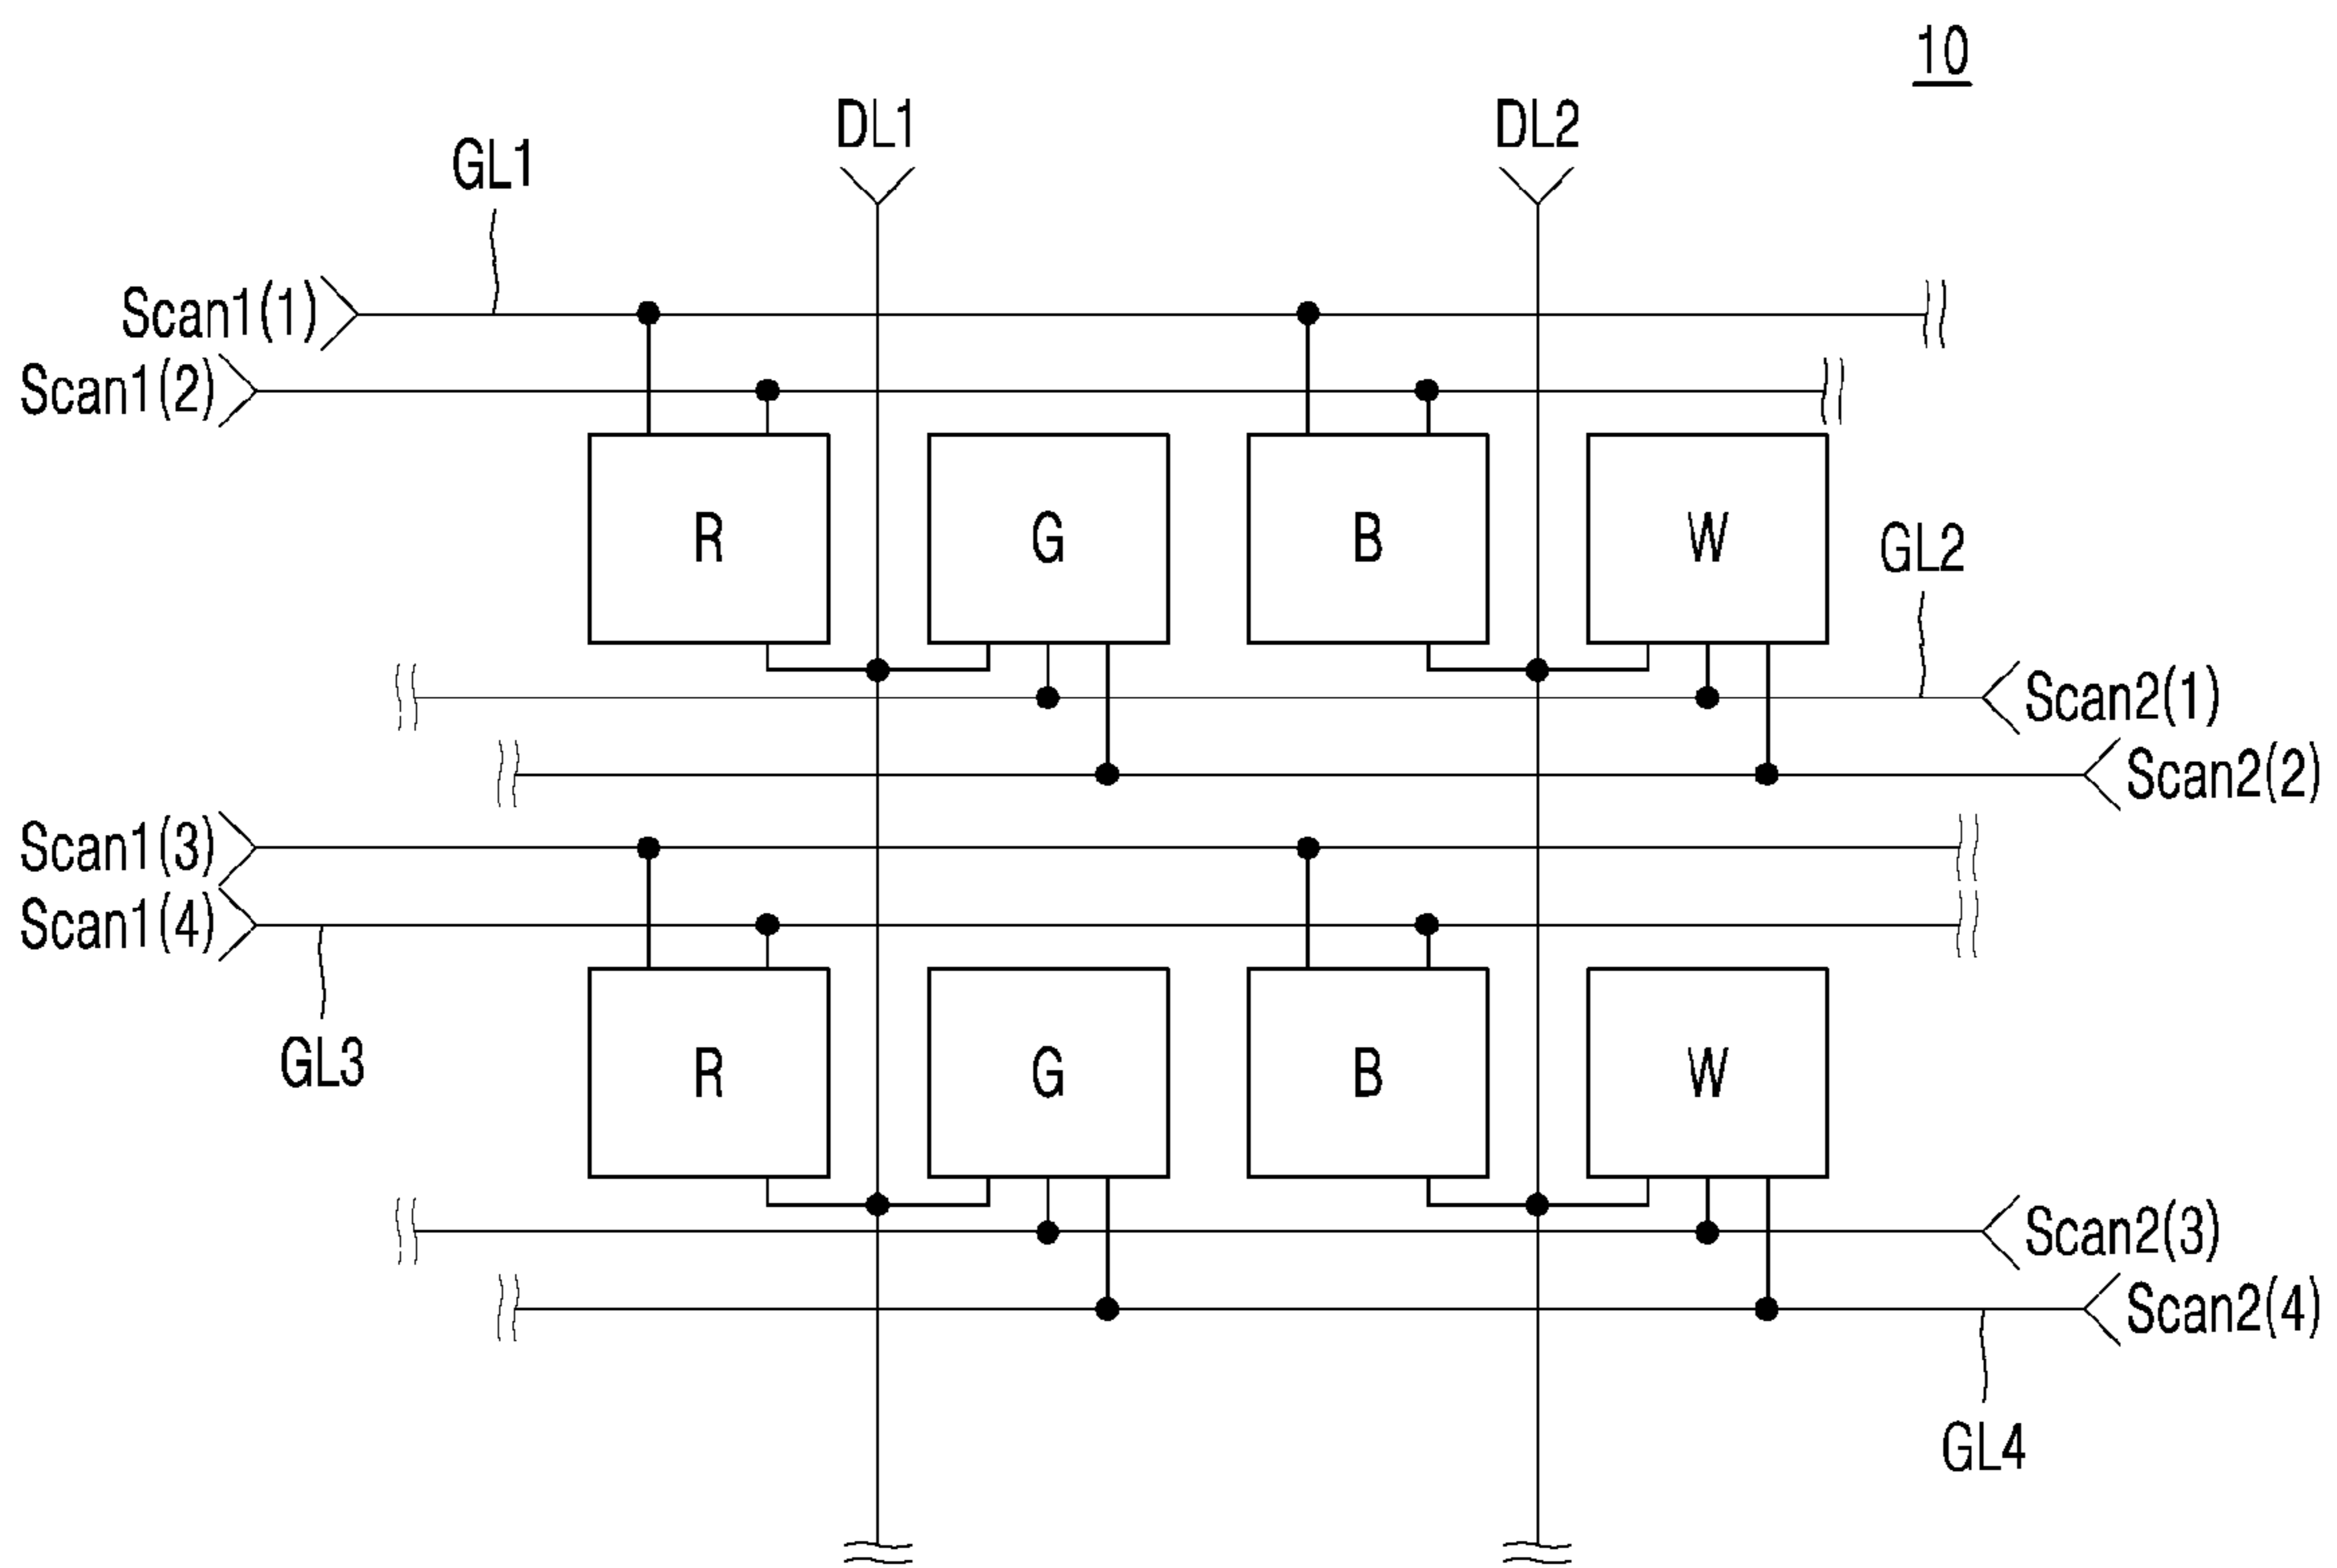 10
DL1 DL2
GL1
Scan1(1)
Scan1(2)
R G B W
GL2
Scan2(1)
Scan2(2)
Scan1(3)
Scan1(4)
R G B W
GL3
Scan2(3)
Scan2(4)
GL4